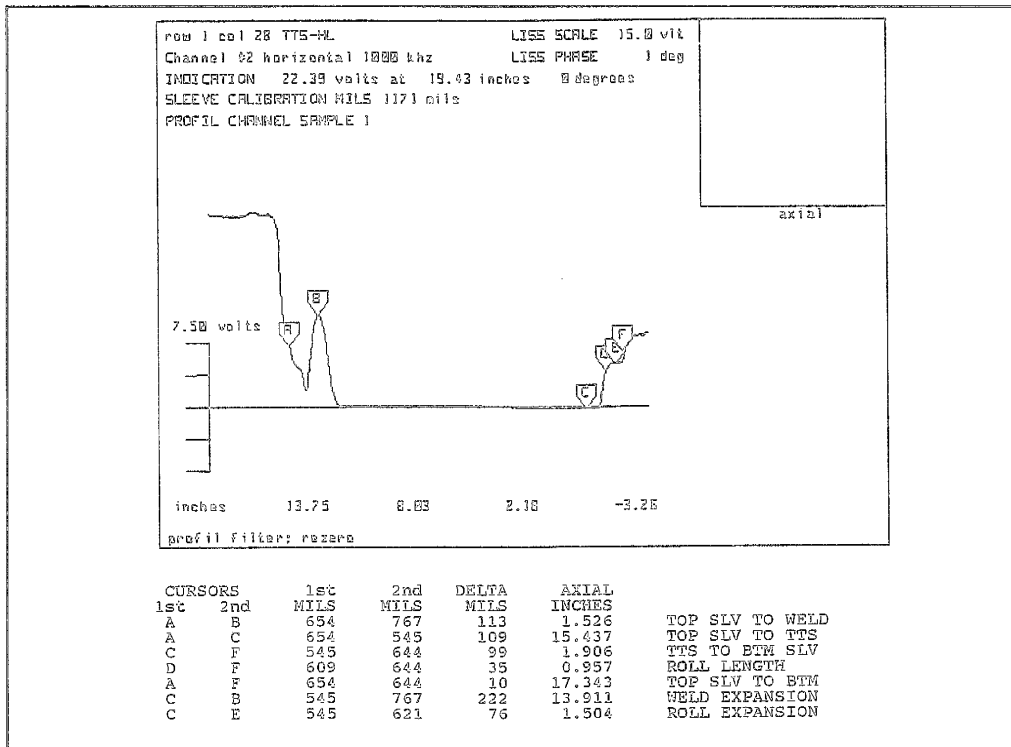 row 1 col 28 TTS-HL LISS SCALE 15.0 vlt
Channel #2 horizontal 1000 khz LISS PHASE 1 deg
INDICATION 22.39 volts at 19.43 inches 0 degrees
SLEEVE CALIBRATION MILS 1171 mils
PROFIL CHANNEL SAMPLE 1
axial
B
7.50 volts A
F
E
C
inches 13.75 8.03 2.18 -3.26
profil filter: rezero
CURSORS 1st 2nd DELTA AXIAL
1st 2nd MILS MILS MILS INCHES
A B 654 767 113 1.526 TOP SLV TO WELD
A C 654 545 109 15.437 TOP SLV TO TTS
C F 545 644 99 1.906 TTS TO BTM SLV
D F 609 644 35 0.957 ROLL LENGTH
A F 654 644 10 17.343 TOP SLV TO BTM
C B 545 767 222 13.911 WELD EXPANSION
C E 545 621 76 1.504 ROLL EXPANSION